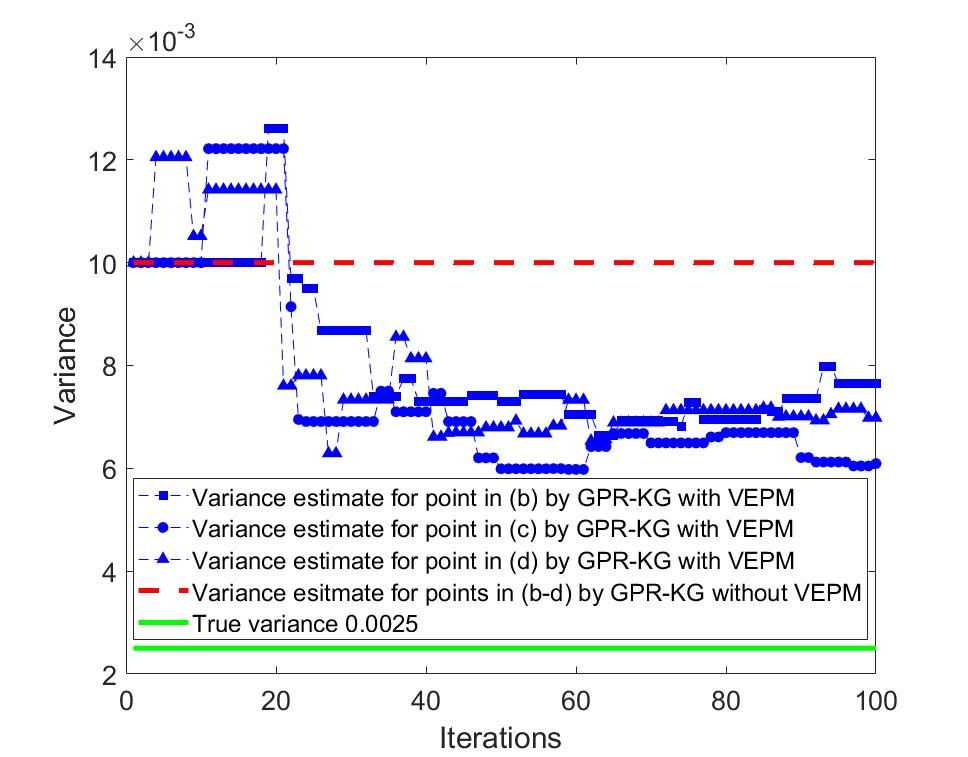 ×10-3
14
12
10
8
6
4
2
Variance
Variance estimate for point in (b) by GPR-KG with VEPM
Variance estimate for point in (c) by GPR-KG with VEPM
Variance estimate for point in (d) by GPR-KG with VEPM
Variance esitmate for points in (b-d) by GPR-KG without VEPM
True variance 0.0025
0 20 40 60 80 100
Iterations